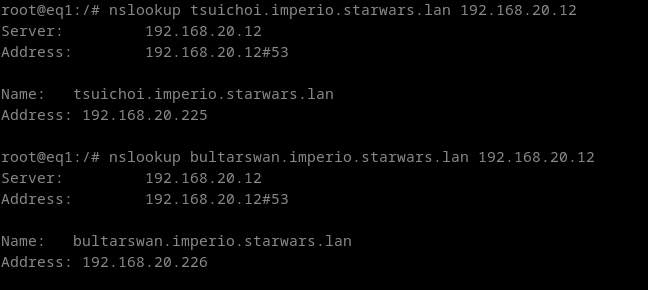 root@eq1:/# nslookup tsuichoi.imperio.starwars.lan 192.168.20.12
Server:         192.168.20.12
Address:        192.168.20.12#53
Name:   tsuichoi.imperio.starwars.lan
Address: 192.168.20.225
root@eq1:/# nslookup bultarswan.imperio.starwars.lan 192.168.20.12
Server:         192.168.20.12
Address:        192.168.20.12#53
Name:   bultarswan.imperio.starwars.lan
Address: 192.168.20.226